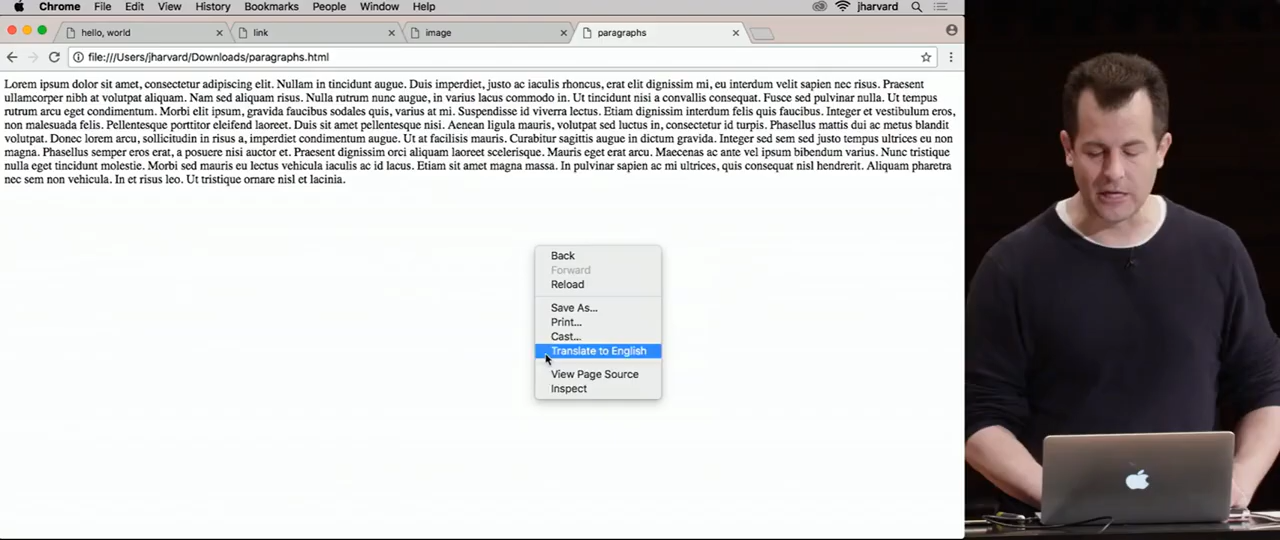 Chrome File Edit View History Bookmarks People Window Help jharvard
hello, world link image paragraphs
file:///Users/jharvard/Downloads/paragraphs.html
Lorem ipsum dolor sit amet, consectetur adipiscing elit. Nullam in tincidunt augue. Duis imperdiet, justo ac iaculis rhoncus, erat elit dignissim mi, eu interdum velit sapien nec risus. Praesent
ullamcorper nibh at volutpat aliquam. Nam sed aliquam risus. Nulla rutrum nunc augue, in varius lacus commodo in. Ut tincidunt nisi a convallis consequat. Fusce sed pulvinar nulla. Ut tempus
rutrum arcu eget condimentum. Morbi elit ipsum, gravida faucibus sodales quis, varius at mi. Suspendisse id viverra lectus. Etiam dignissim interdum felis quis faucibus. Integer et vestibulum eros,
non malesuada felis. Pellentesque porttitor eleifend laoreet. Duis sit amet pellentesque nisi. Aenean ligula mauris, volutpat sed luctus in, consectetur id turpis. Phasellus mattis dui ac metus blandit
volutpat. Donec lorem arcu, sollicitudin in risus a, imperdiet condimentum augue. Ut at facilisis mauris. Curabitur sagittis augue in dictum gravida. Integer sed sem sed justo tempus ultrices eu non
magna. Phasellus semper eros erat, a posuere nisi auctor et. Praesent dignissim orci aliquam laoreet scelerisque. Mauris eget erat arcu. Maecenas ac ante vel ipsum bibendum varius. Nunc tristique
nulla eget tincidunt molestie. Morbi sed mauris eu lectus vehicula iaculis ac id lacus. Etiam sit amet magna massa. In pulvinar sapien ac mi ultrices, quis consequat nisl hendrerit. Aliquam pharetra
nec sem non vehicula. In et risus leo. Ut tristique ornare nisl et lacinia.
Back
Forward
Reload
Save As...
Print...
Cast...
Translate to English
View Page Source
Inspect